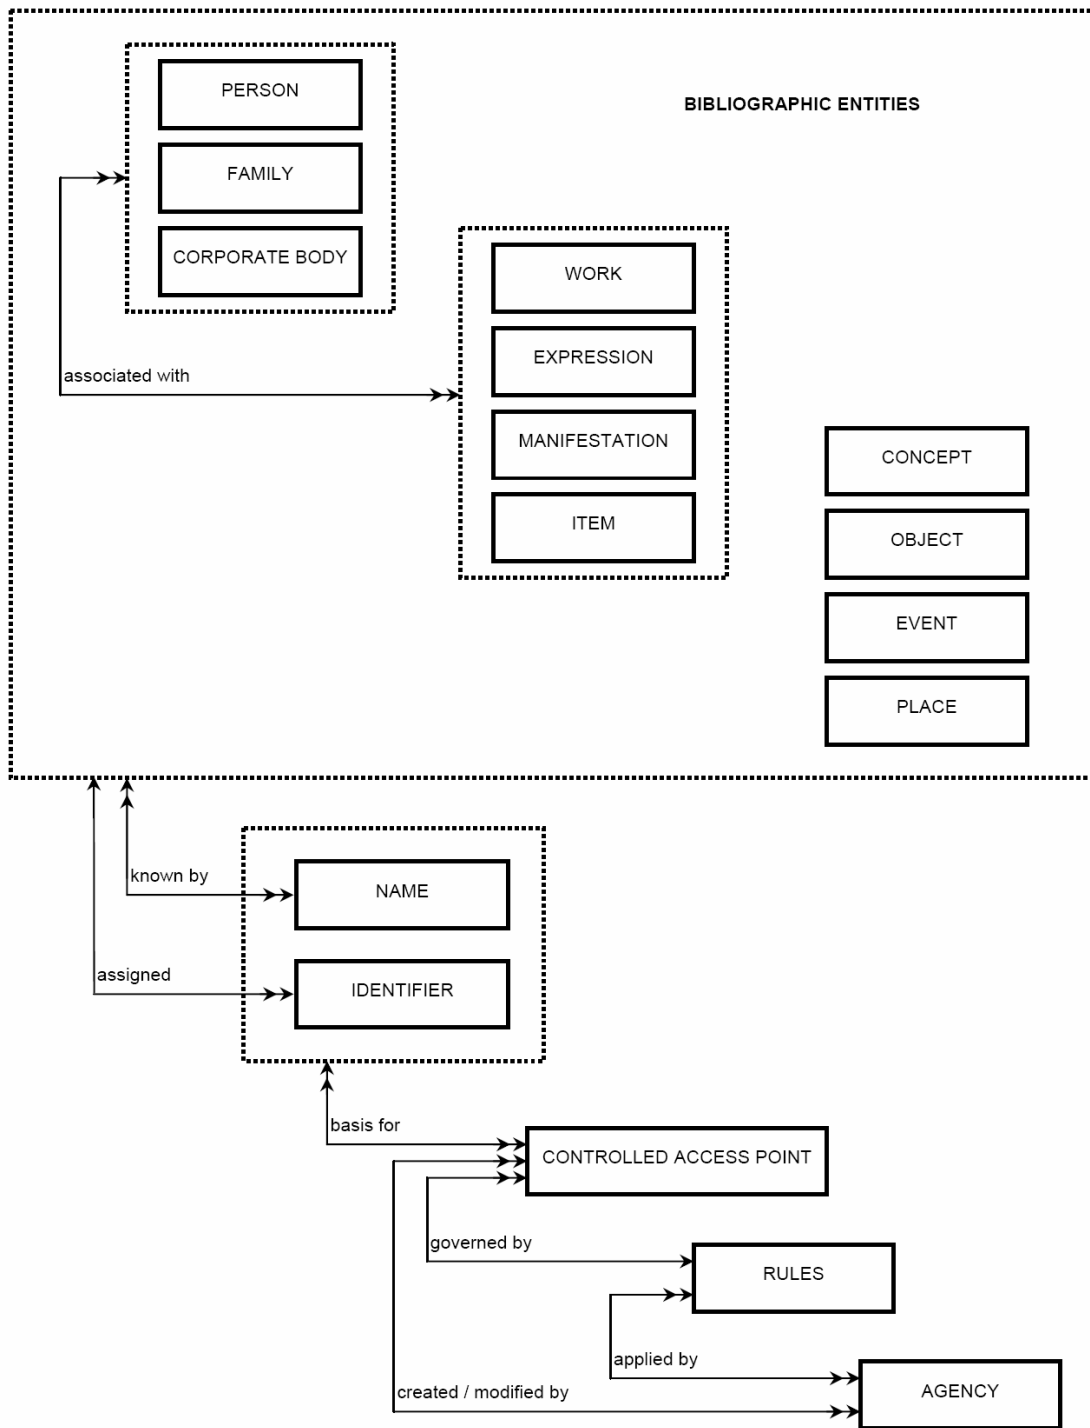 PERSON
BIBLIOGRAPHIC ENTITIES
FAMILY
CORPORATE BODY
WORK
EXPRESSION
associated with
MANIFESTATION
CONCEPT
ITEM
OBJECT
EVENT
PLACE
known by
NAME
assigned
IDENTIFIER
basis for
CONTROLLED ACCESS POINT
governed by
RULES
applied by
created / modified by
AGENCY